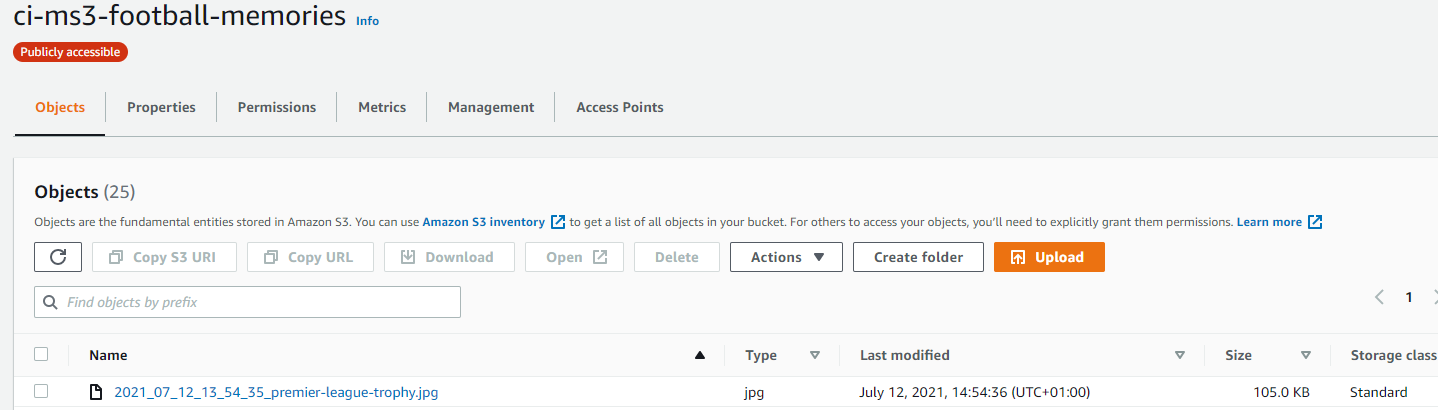 ci-ms3-football-memories Info
Publicly accessible
Objects Properties Permissions Metrics Management Access Points
Objects (25)
Objects are the fundamental entities stored in Amazon S3. You can use Amazon S3 inventory to get a list of all objects in your bucket. For others to access your objects, you'll need to explicitly grant them permissions. Learn more
Copy S3 URI Copy URL Download Open Delete Actions Create folder Upload
Find objects by prefix 1
Name Type Last modified Size Storage class
2021_07_12_13_54_35_premier-league-trophy.jpg jpg July 12, 2021, 14:54:36 (UTC+01:00) 105.0 KB Standard